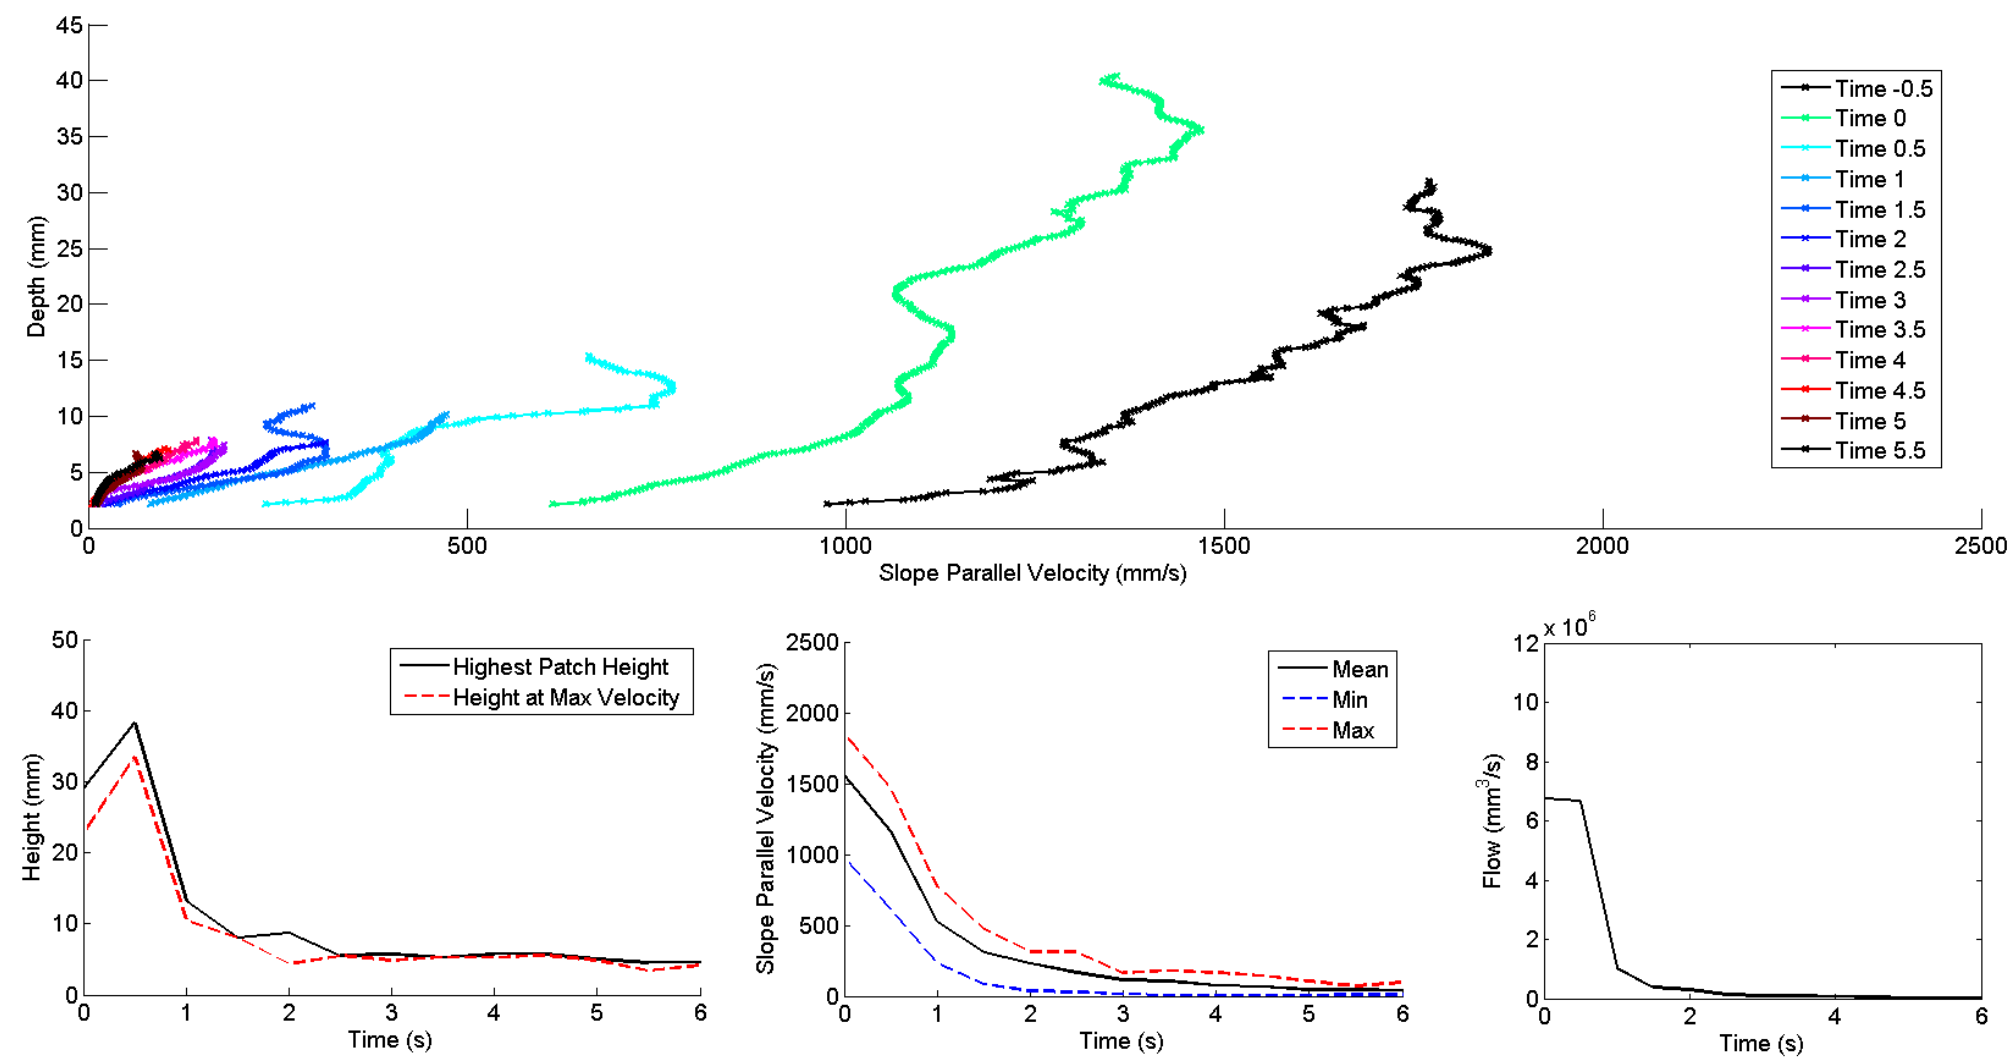 45
40
35
30
25
20
15
10
5
0
Depth (mm)
0 500 1000 1500 2000 2500
Slope Parallel Velocity (mm/s)
Time -0.5
Time 0
Time 0.5
Time 1
Time 1.5
Time 2
Time 2.5
Time 3
Time 3.5
Time 4
Time 4.5
Time 5
Time 5.5
50
40
30
20
10
0
Height (mm)
Highest Patch Height
Height at Max Velocity
0 1 2 3 4 5 6
Time (s)
2500
2000
1500
1000
500
0
Slope Parallel Velocity (mm/s)
Mean
Min
Max
0 1 2 3 4 5 6
Time (s)
x 10^6
12
10
8
6
4
2
0
Flow (mm³/s)
0 2 4 6
Time (s)